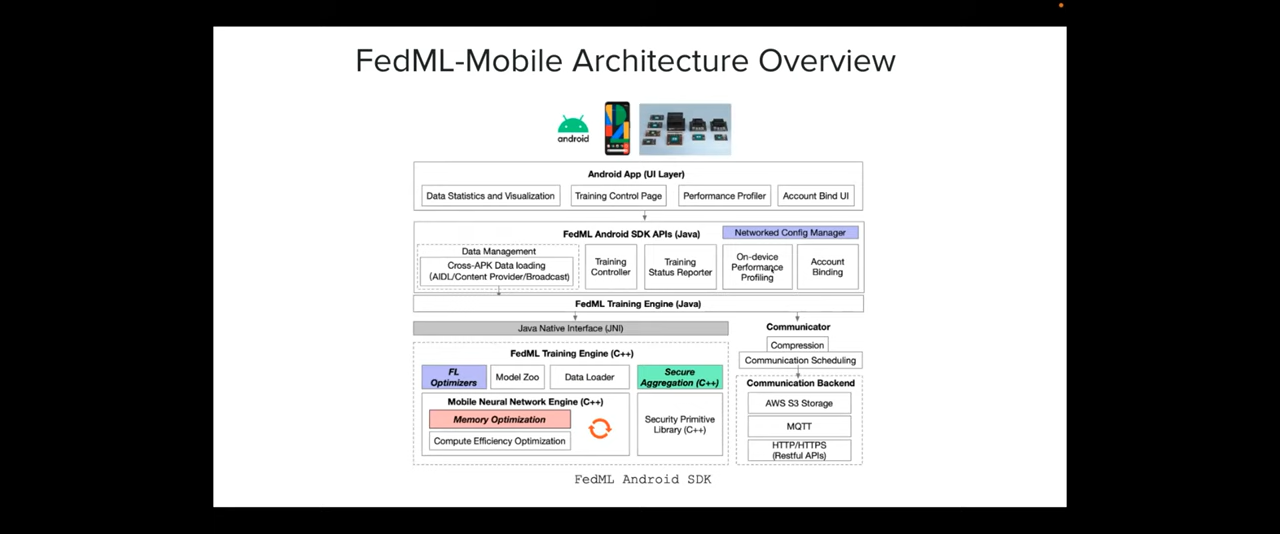 FedML-Mobile Architecture Overview
android
Android App (UI Layer)
Data Statistics and Visualization
Training Control Page
Performance Profiler
Account Bind UI
FedML Android SDK APIs (Java)
Networked Config Manager
Data Management
Cross-APK Data loading
(AIDL/Content Provider/Broadcast)
Training
Controller
Training
Status Reporter
On-device
Performance
Profiling
Account
Binding
FedML Training Engine (Java)
Java Native Interface (JNI)
FedML Training Engine (C++)
FL
Optimizers
Model Zoo
Data Loader
Secure
Aggregation (C++)
Mobile Neural Network Engine (C++)
Memory Optimization
Compute Efficiency Optimization
Security Primitive
Library (C++)
Communicator
Compression
Communication Scheduling
Communication Backend
AWS S3 Storage
MQTT
HTTP/HTTPS
(Restful APIs)
FedML Android SDK